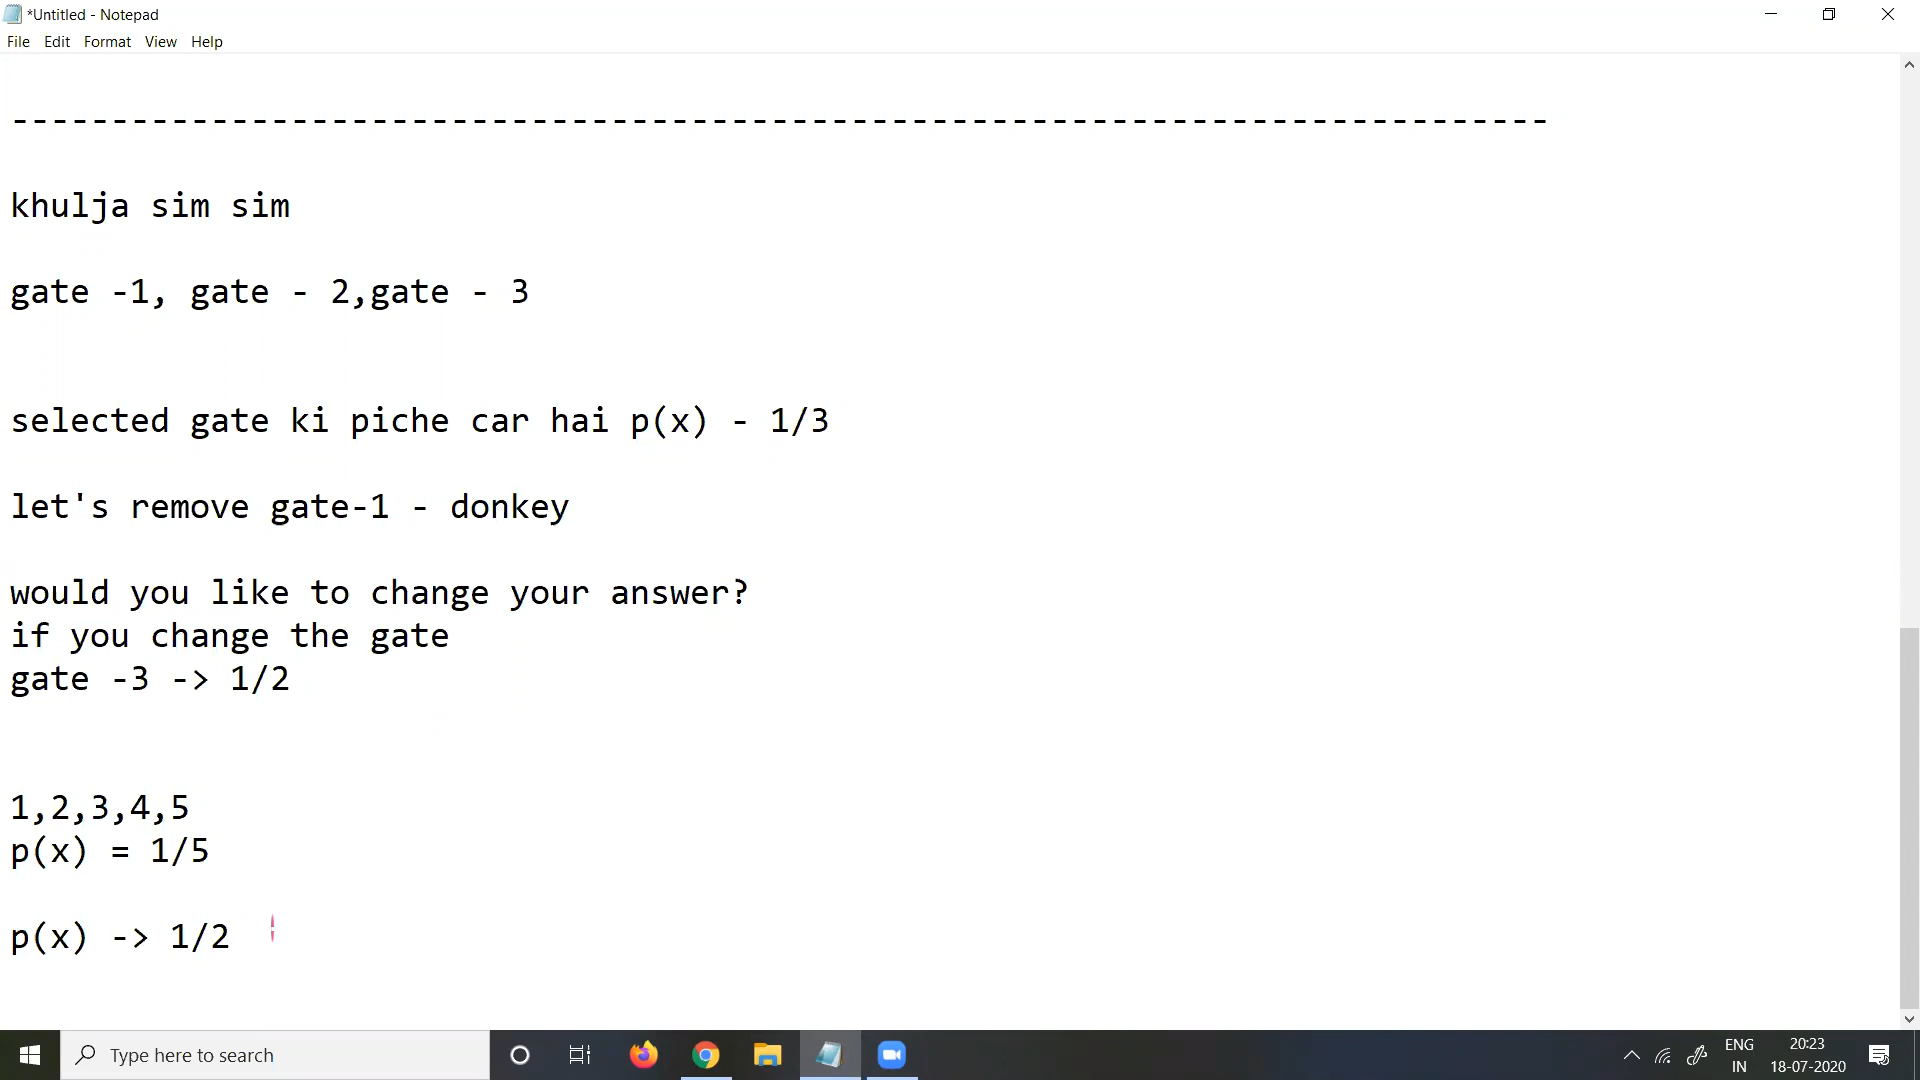 *Untitled - Notepad
File Edit Format View Help
--------------------------------------------------------------------------------
khulja sim sim
gate -1, gate - 2,gate - 3
selected gate ki piche car hai p(x) - 1/3
let's remove gate-1 - donkey
would you like to change your answer?
if you change the gate
gate -3 -> 1/2
1,2,3,4,5
p(x) = 1/5
p(x) -> 1/2
Type here to search
ENG
IN
20:23
18-07-2020